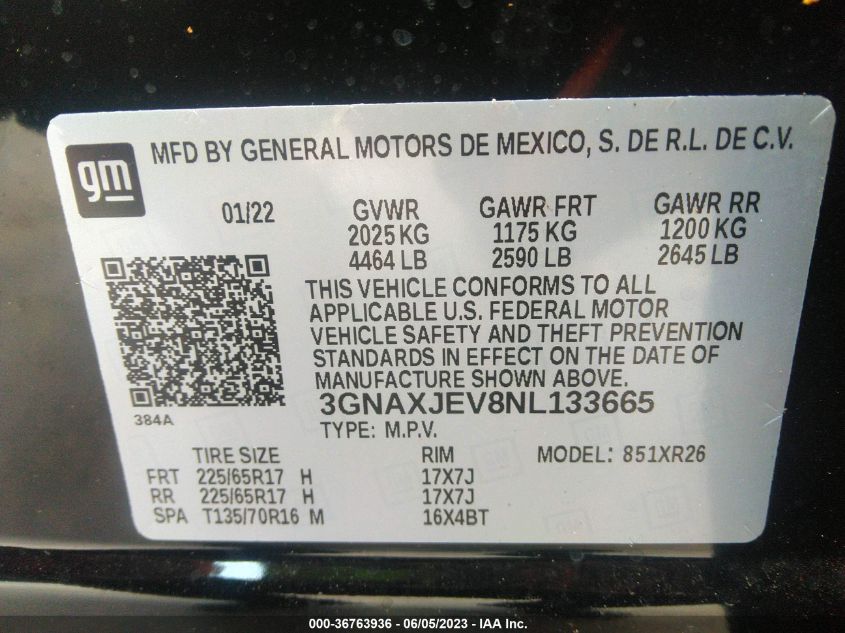 gm
MFD BY GENERAL MOTORS DE MEXICO, S. DE R.L. DE C.V.
01/22 GVWR GAWR FRT GAWR RR
2025 KG 1175 KG 1200 KG
4464 LB 2590 LB 2645 LB
THIS VEHICLE CONFORMS TO ALL
APPLICABLE U.S. FEDERAL MOTOR
VEHICLE SAFETY AND THEFT PREVENTION
STANDARDS IN EFFECT ON THE DATE OF
MANUFACTURE SHOWN ABOVE.
384A
3GNAXJEV8NL133665
TYPE: M.P.V.
TIRE SIZE RIM MODEL: 851XR26
FRT 225/65R17 H 17X7J
RR 225/65R17 H 17X7J
SPA T135/70R16 M 16X4BT
000-36763936 - 06/05/2023 - IAA Inc.